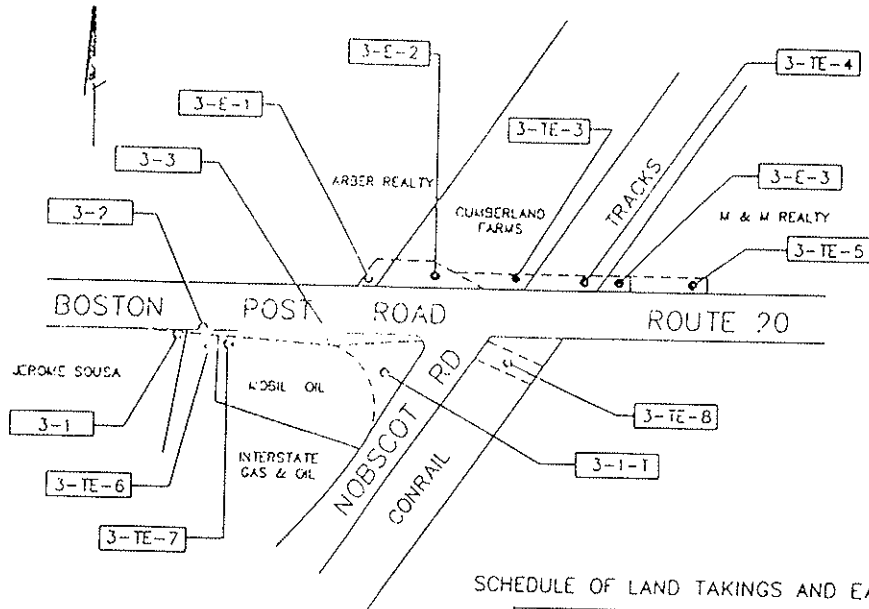 3-E-2
3-TE-4
3-E-1
3-TE-3
3-3
ARBER REALTY
TRACKS
3-E-3
3-2
CUMBERLAND
FARMS
M & M REALTY
3-TE-5
BOSTON POST ROAD ROUTE 20
JEROME SOUSA
MOBIL OIL
NOBSCOT RD
3-1
3-TE-8
INTERSTATE
GAS & OIL
CONRAIL
3-1-T
3-TE-6
3-TE-7
SCHEDULE OF LAND TAKINGS AND EA